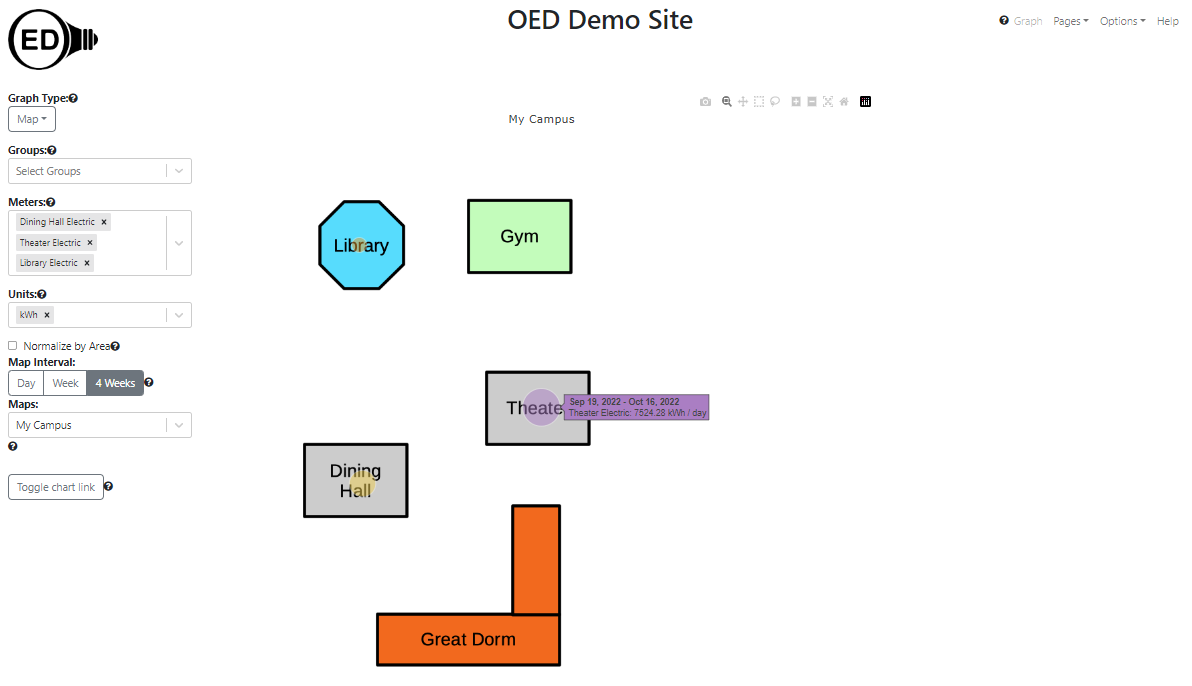 ED
OED Demo Site
Graph
Pages
Options
Help
Graph Type:
Map
Groups:
Select Groups
Meters:
Dining Hall Electric ×
Theater Electric ×
Library Electric ×
Units:
kWh ×
Normalize by Area
Map Interval:
Day
Week
4 Weeks
Maps:
My Campus
Toggle chart link
My Campus
Library
Gym
Theate
Sep 19, 2022 - Oct 16, 2022
Theater Electric: 7524.28 kWh / day
Dining
Hall
Great Dorm